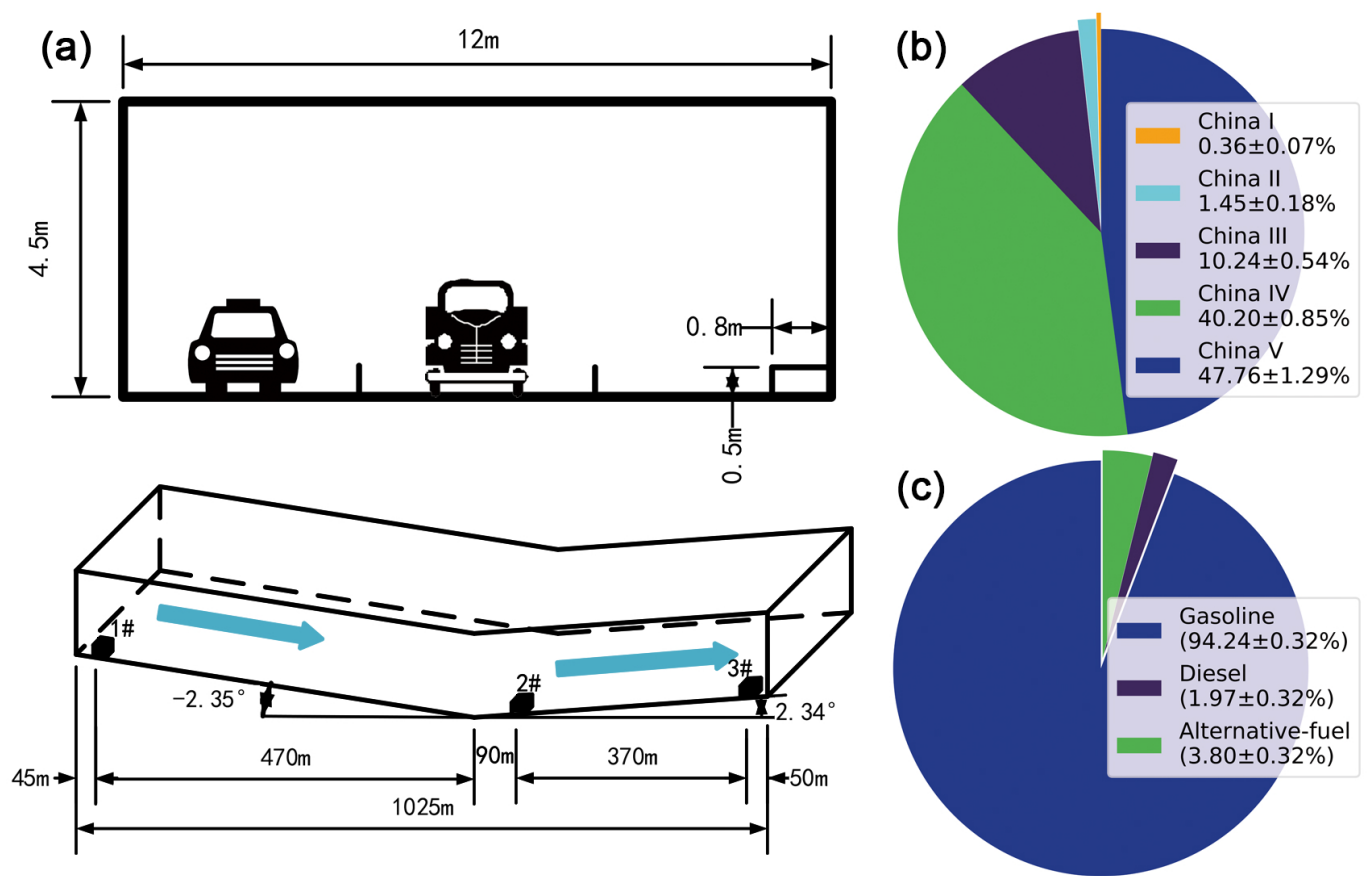 (a)
12m
4.5m
0.8m
0.5m
1#
2#
3#
−2.35°
2.34°
45m
470m
90m
370m
50m
1025m
(b)
China I
0.36±0.07%
China II
1.45±0.18%
China III
10.24±0.54%
China IV
40.20±0.85%
China V
47.76±1.29%
(c)
Gasoline
(94.24±0.32%)
Diesel
(1.97±0.32%)
Alternative-fuel
(3.80±0.32%)